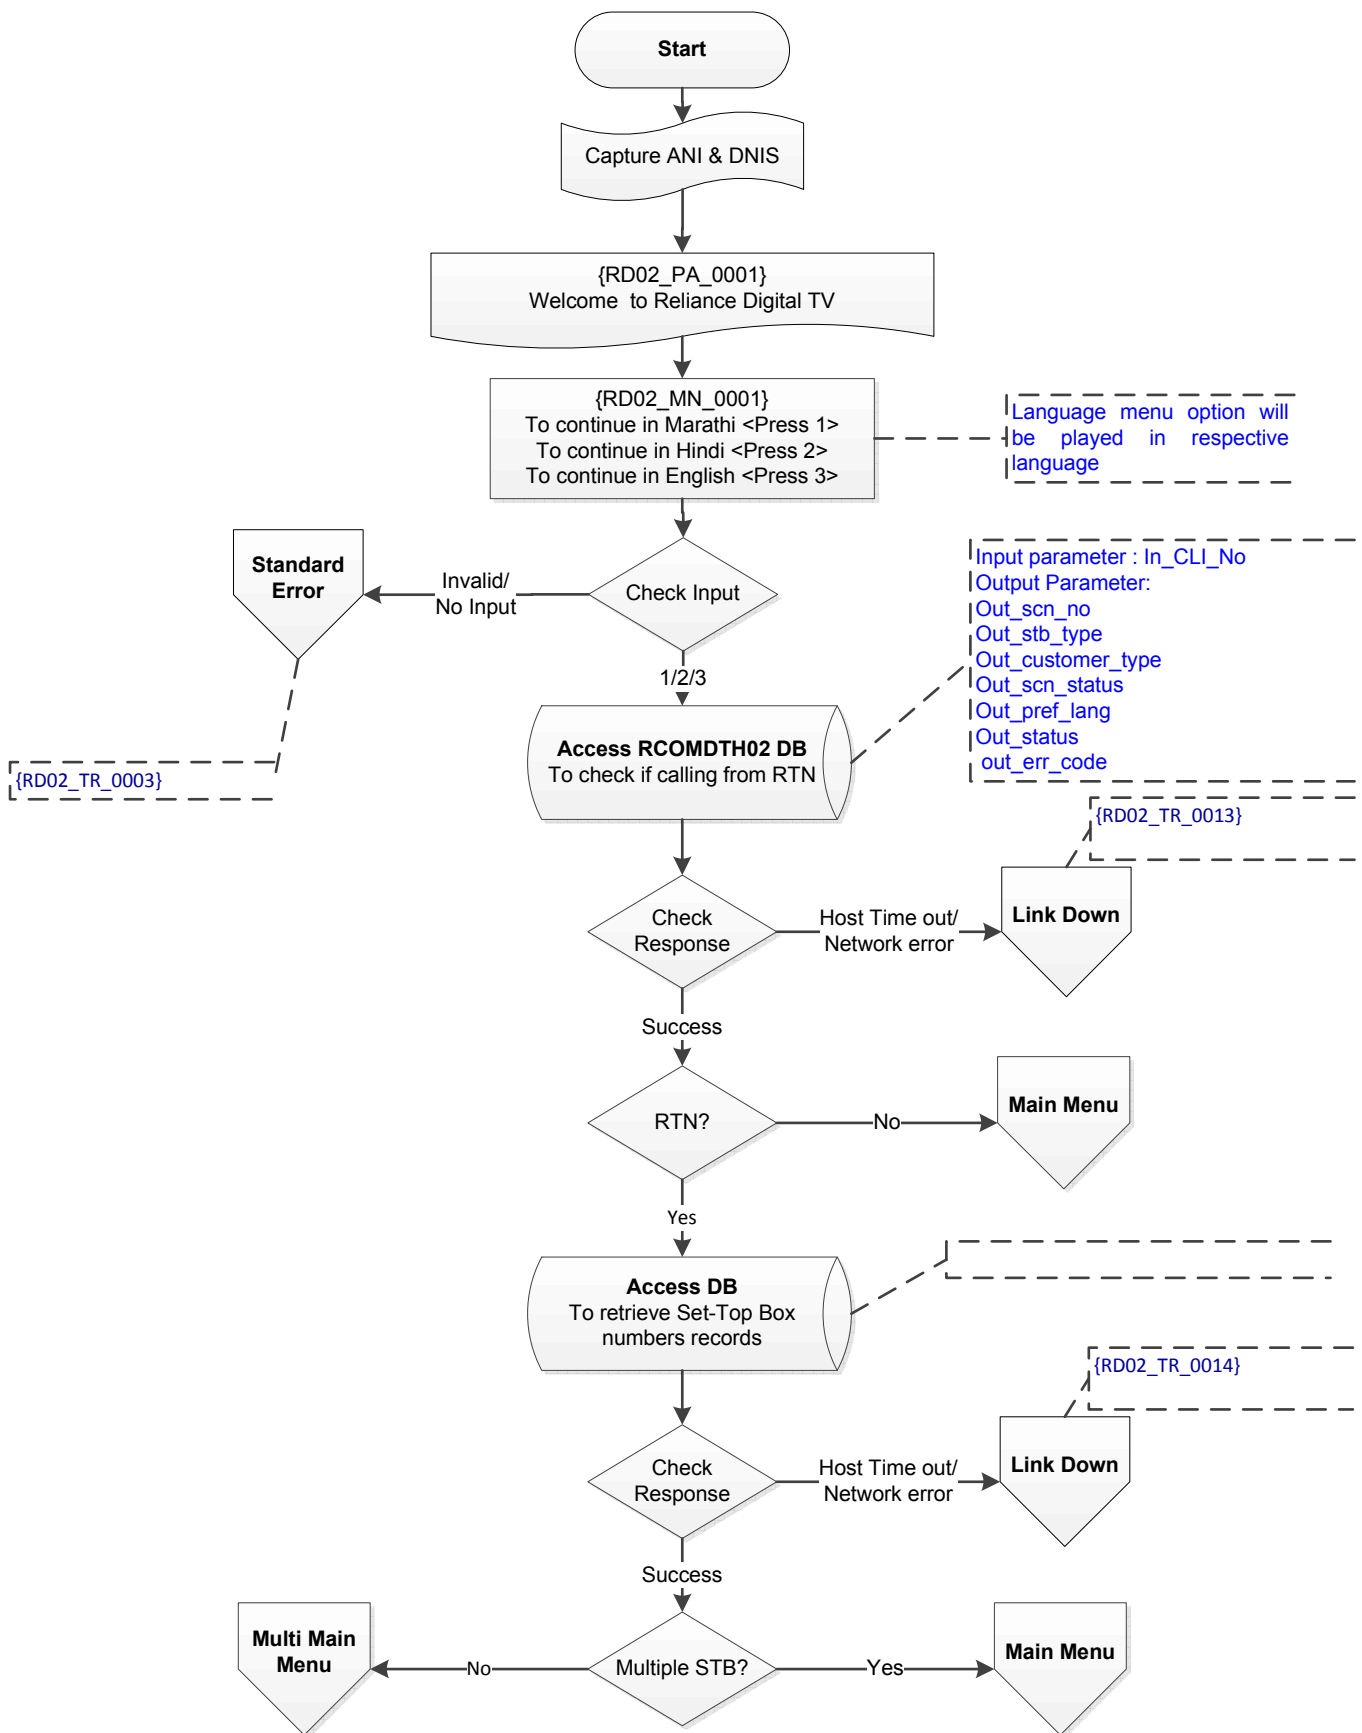 Start
Capture ANI & DNIS
{RD02_PA_0001}
Welcome to Reliance Digital TV
{RD02_MN_0001}
To continue in Marathi <Press 1>
To continue in Hindi <Press 2>
To continue in English <Press 3>
Language menu option will
be played in respective
language
Standard
Error
Invalid/
No Input
Check Input
Input parameter : In_CLI_No
Output Parameter:
Out_scn_no
Out_stb_type
Out_customer_type
Out_scn_status
Out_pref_lang
Out_status
out_err_code
1/2/3
Access RCOMDTH02 DB
To check if calling from RTN
{RD02_TR_0003}
{RD02_TR_0013}
Check
Response
Host Time out/
Network error
Link Down
Success
RTN?
No
Main Menu
Yes
Access DB
To retrieve Set-Top Box
numbers records
{RD02_TR_0014}
Check
Response
Host Time out/
Network error
Link Down
Success
Multi Main
Menu
No
Multiple STB?
Yes
Main Menu